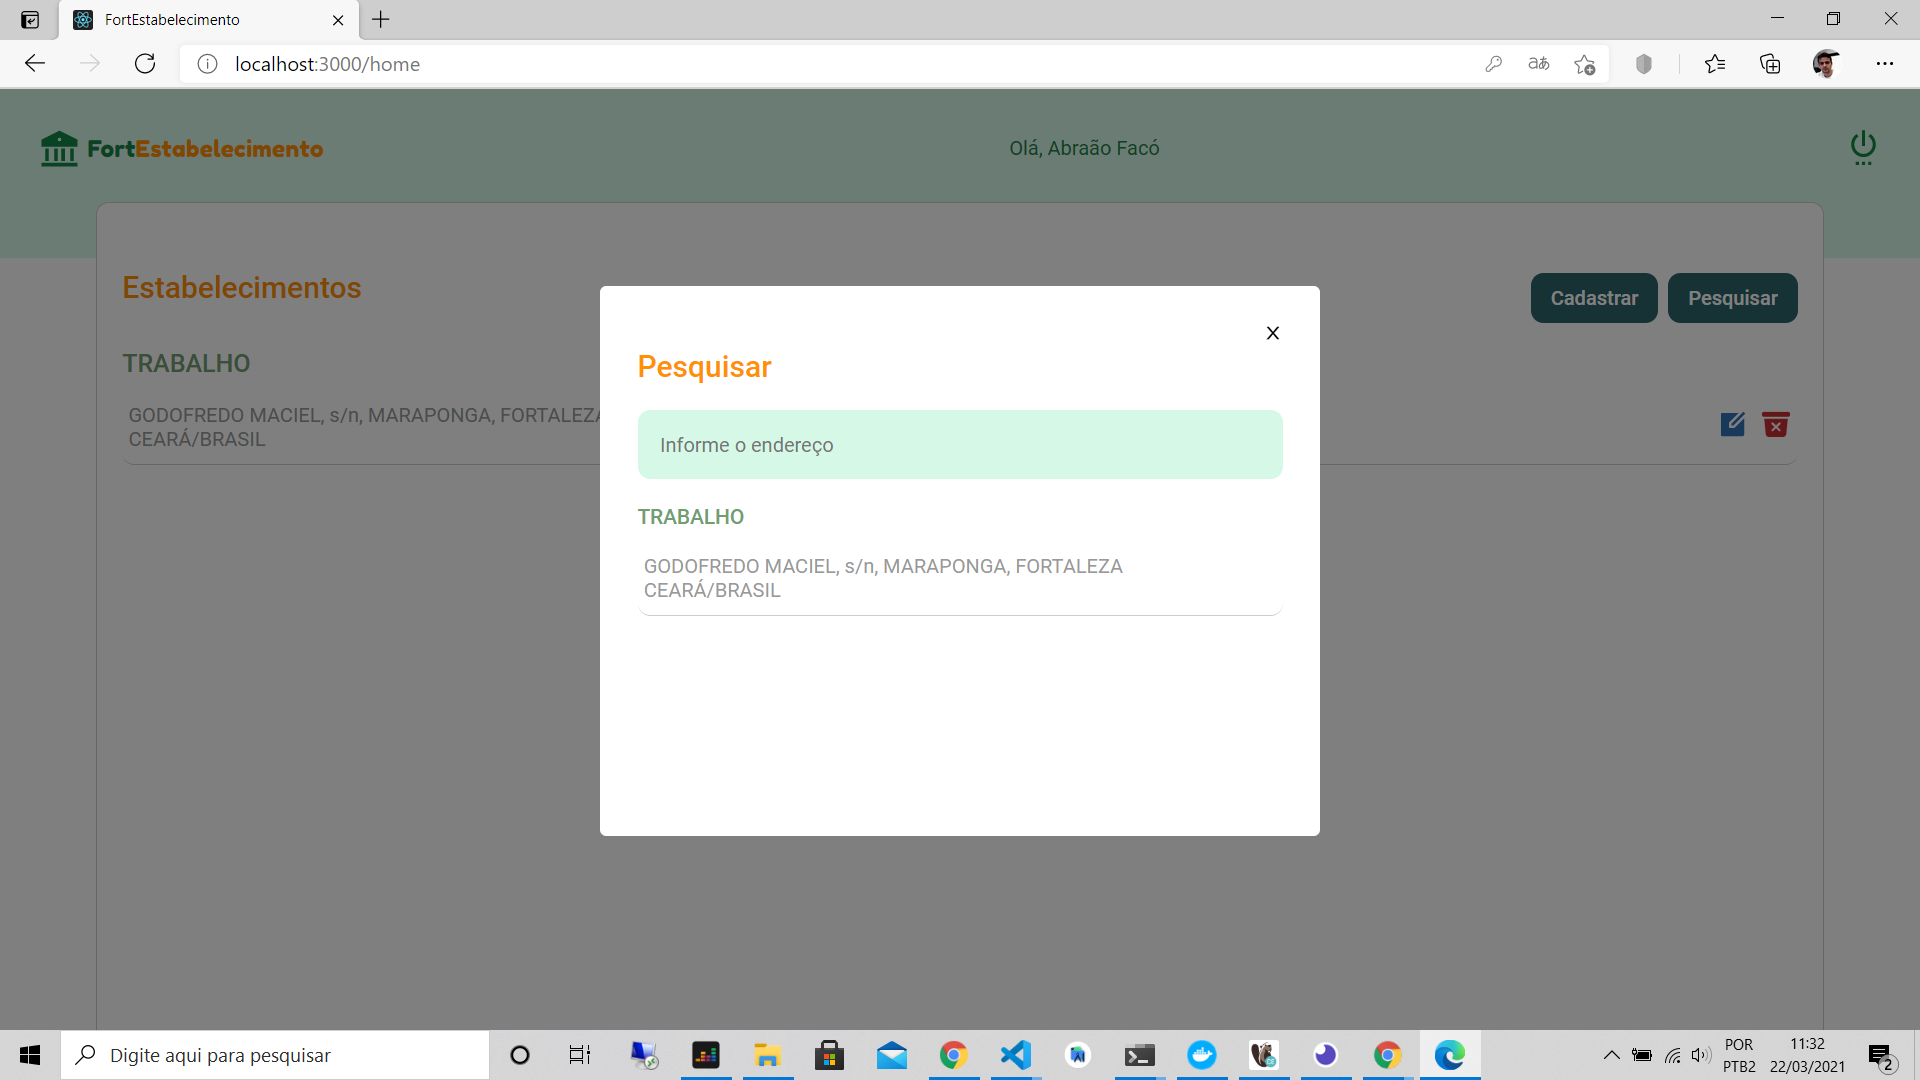 FortEstabelecimento
localhost:3000/home
FortEstabelecimento
Olá, Abraão Facó
Estabelecimentos
Cadastrar
Pesquisar
TRABALHO
GODOFREDO MACIEL, s/n, MARAPONGA, FORTALEZA
CEARÁ/BRASIL
Pesquisar
X
Informe o endereço
TRABALHO
GODOFREDO MACIEL, s/n, MARAPONGA, FORTALEZA
CEARÁ/BRASIL
Digite aqui para pesquisar
POR
PTB2
11:32
22/03/2021
2